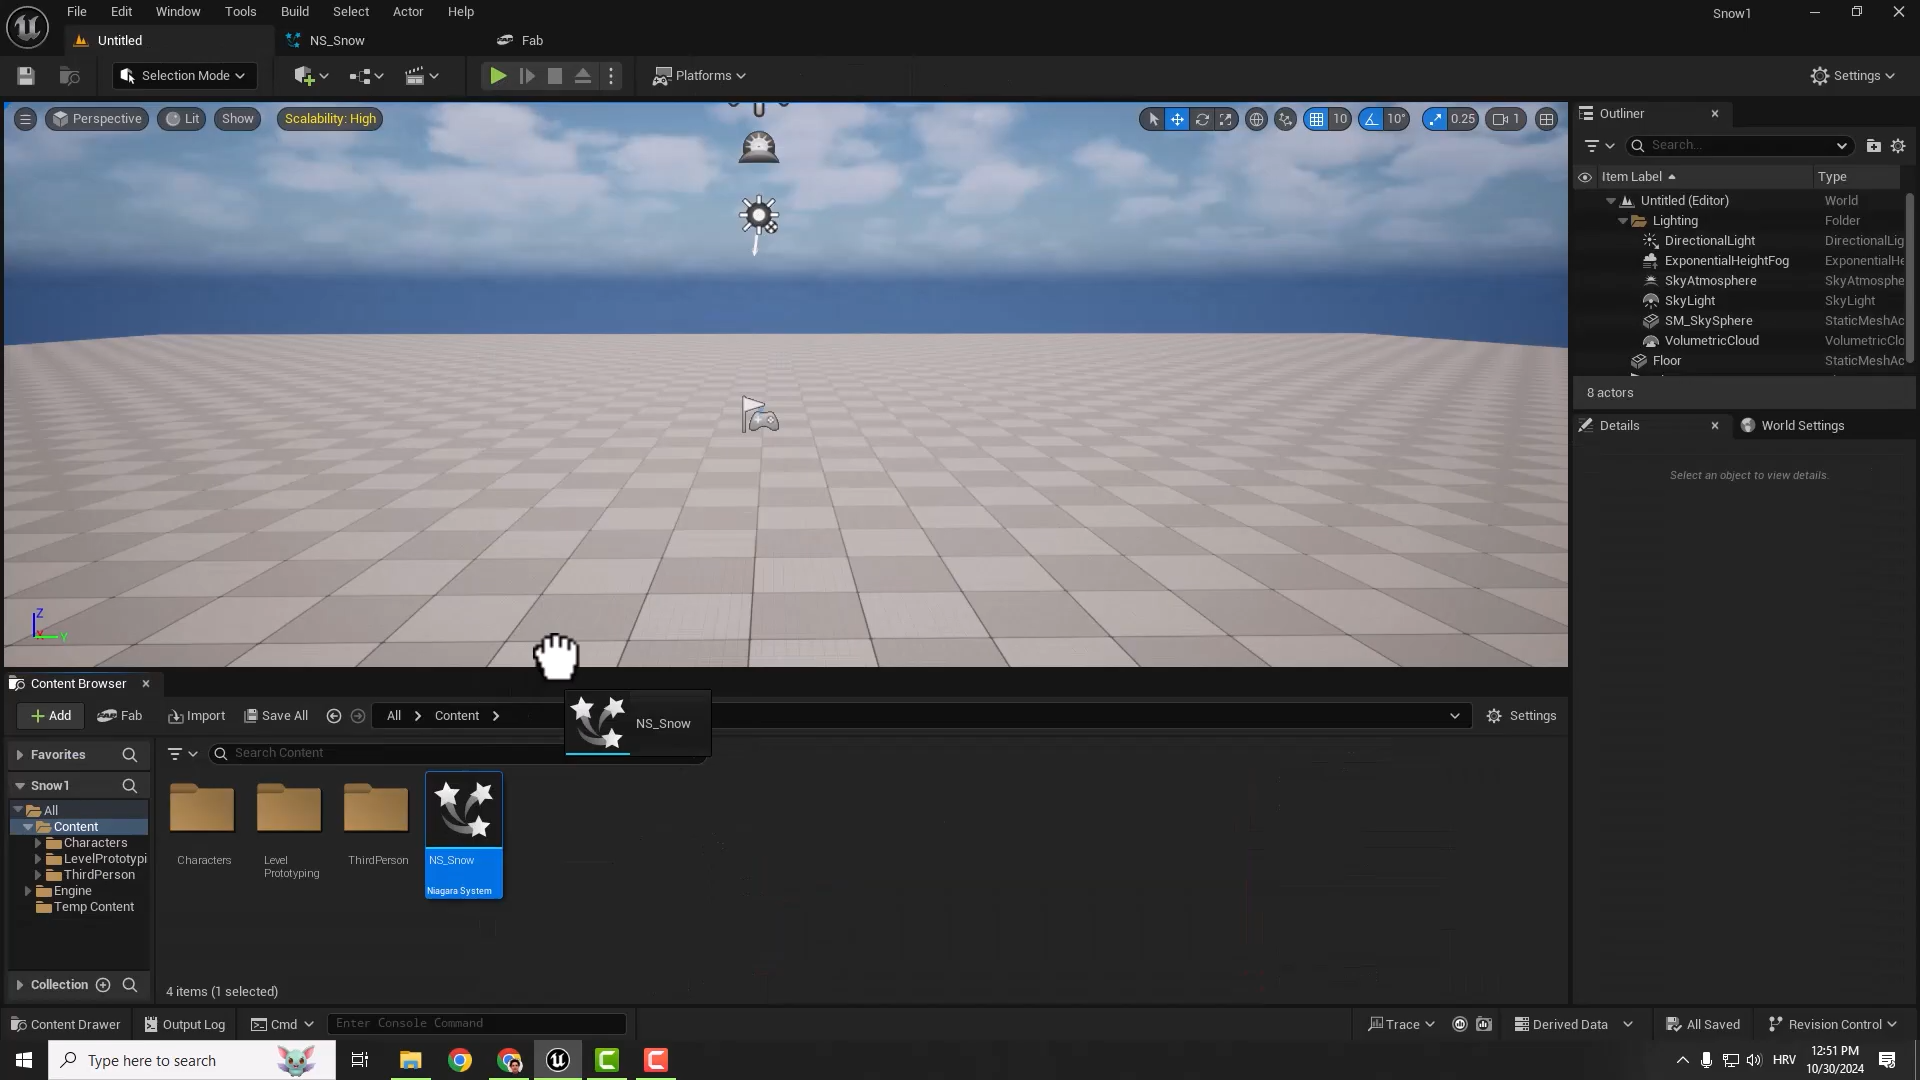 File Edit Window Tools Build Select Actor Help
Snow1
Untitled
NS_Snow
Fab
Selection Mode
Platforms
Settings
Perspective
Lit
Show
Scalability: High
10
10°
0.25
1
Outliner
Search...
Item Label
Type
Untitled (Editor) World
Lighting Folder
DirectionalLight DirectionalLig
ExponentialHeightFog ExponentialHe
SkyAtmosphere SkyAtmosphe
SkyLight SkyLight
SM_SkySphere StaticMeshAc
VolumetricCloud VolumetricClo
Floor StaticMeshAc
8 actors
Details
World Settings
Select an object to view details.
Z
Y
Content Browser
Add
Fab
Import
Save All
All
Content
NS_Snow
Settings
Favorites
Search Content
Snow1
All
Content
Characters
LevelPrototypi
ThirdPerson
Engine
Temp Content
Collection
Characters
Level
Prototyping
ThirdPerson
NS_Snow
Niagara System
4 items (1 selected)
Content Drawer
Output Log
Cmd
Enter Console Command
Trace
Derived Data
All Saved
Revision Control
Type here to search
HRV
12:51 PM
10/30/2024